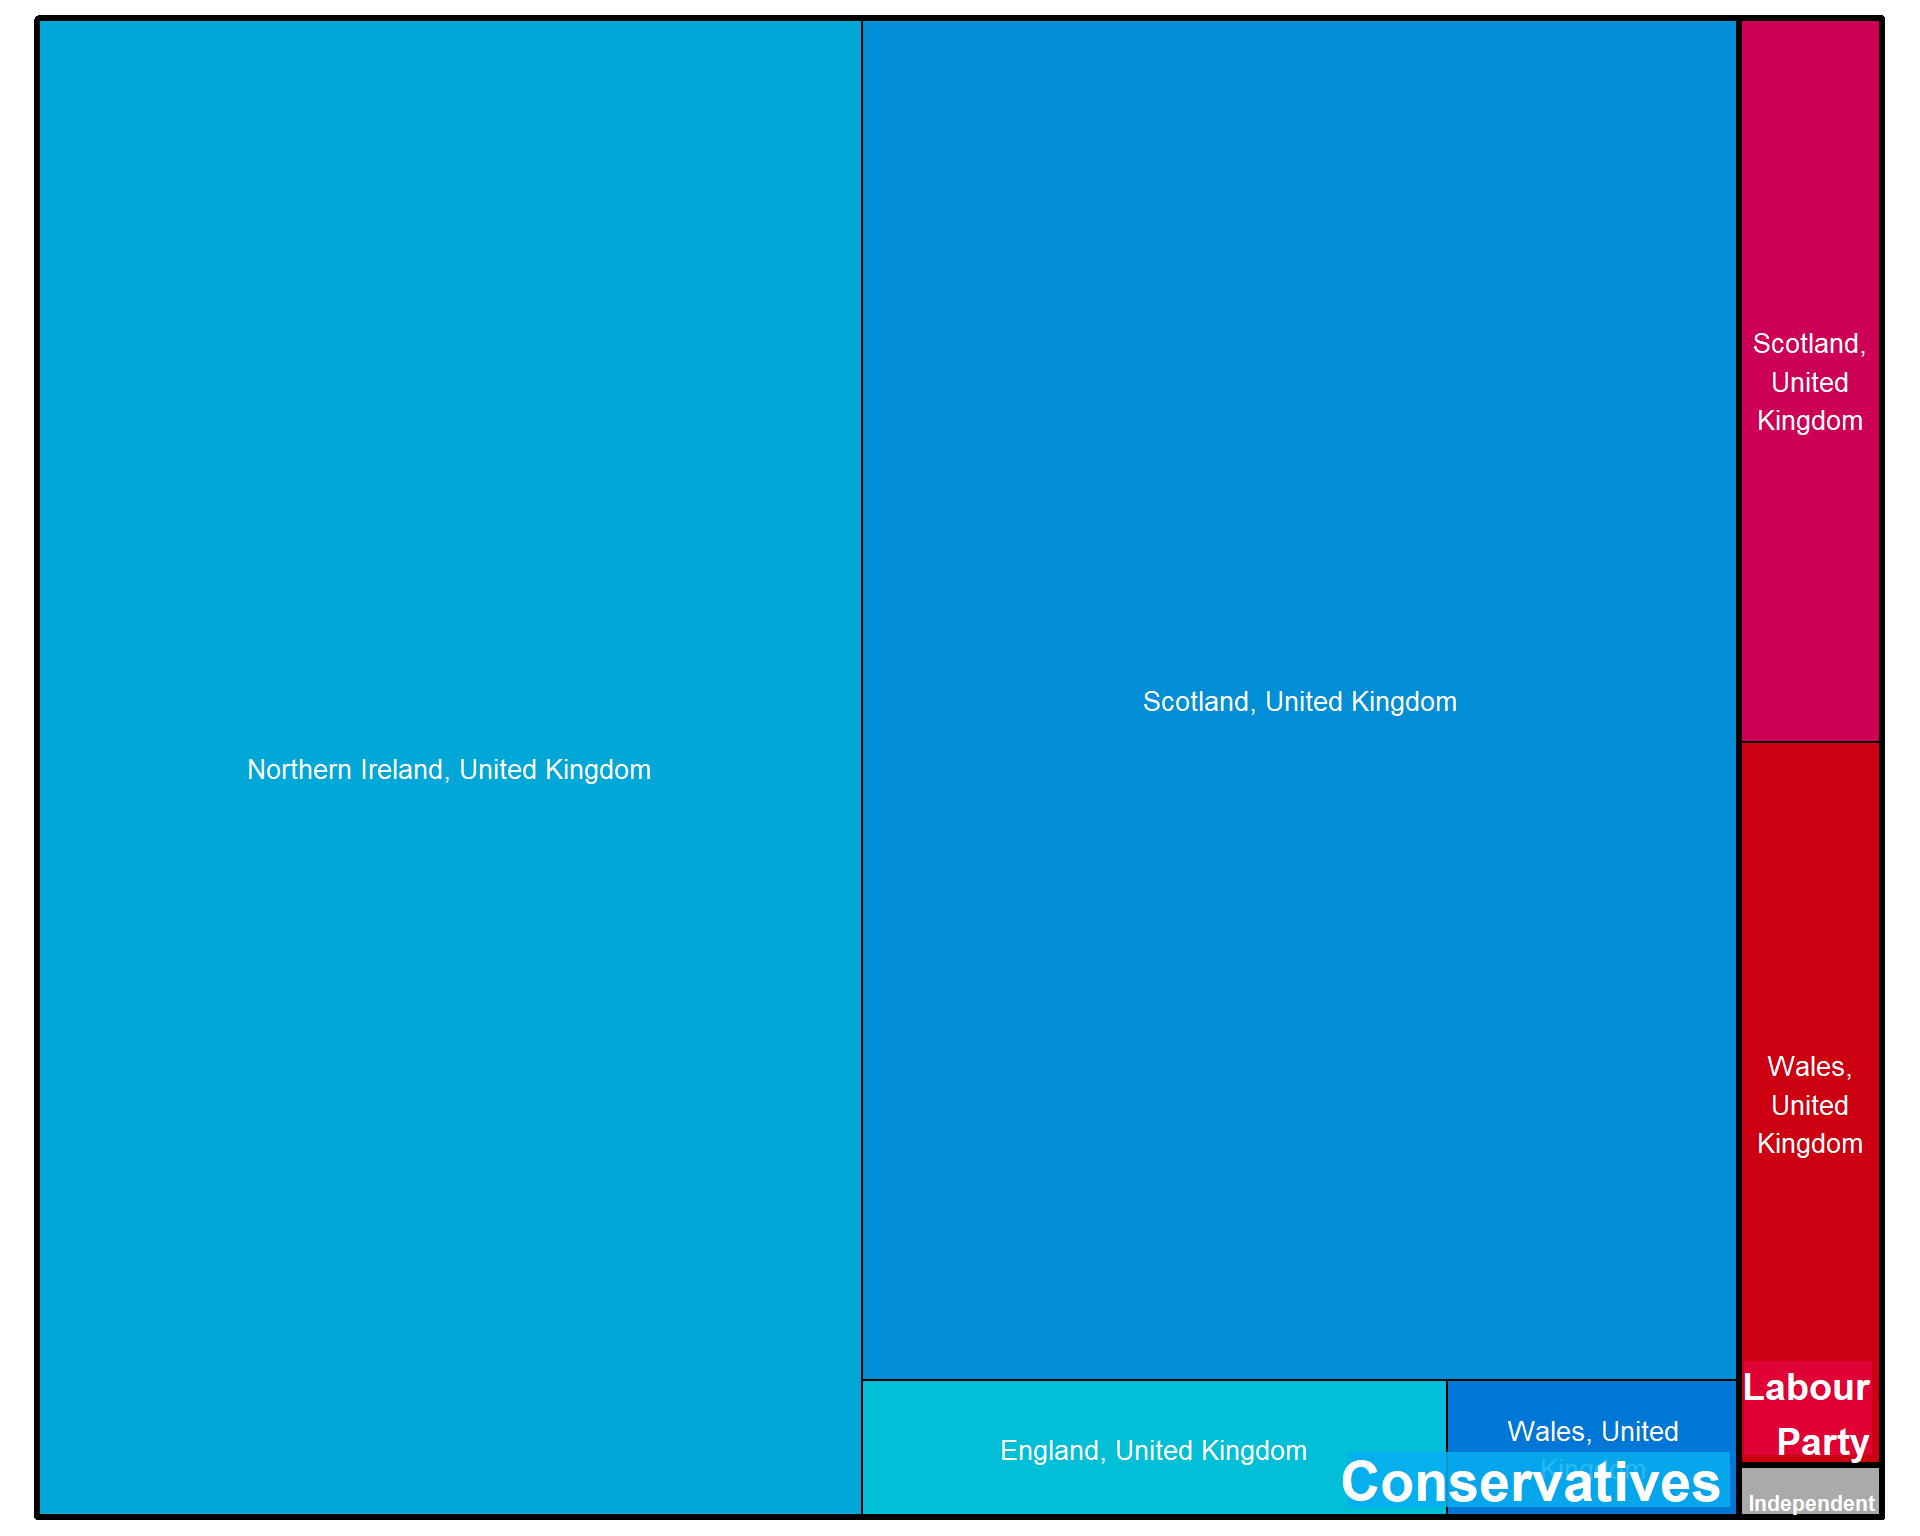 Northern Ireland, United Kingdom
Scotland, United Kingdom
England, United Kingdom
Wales, United
Kingdom
Conservatives
Scotland,
United
Kingdom
Wales,
United
Kingdom
Labour
Party
Independent